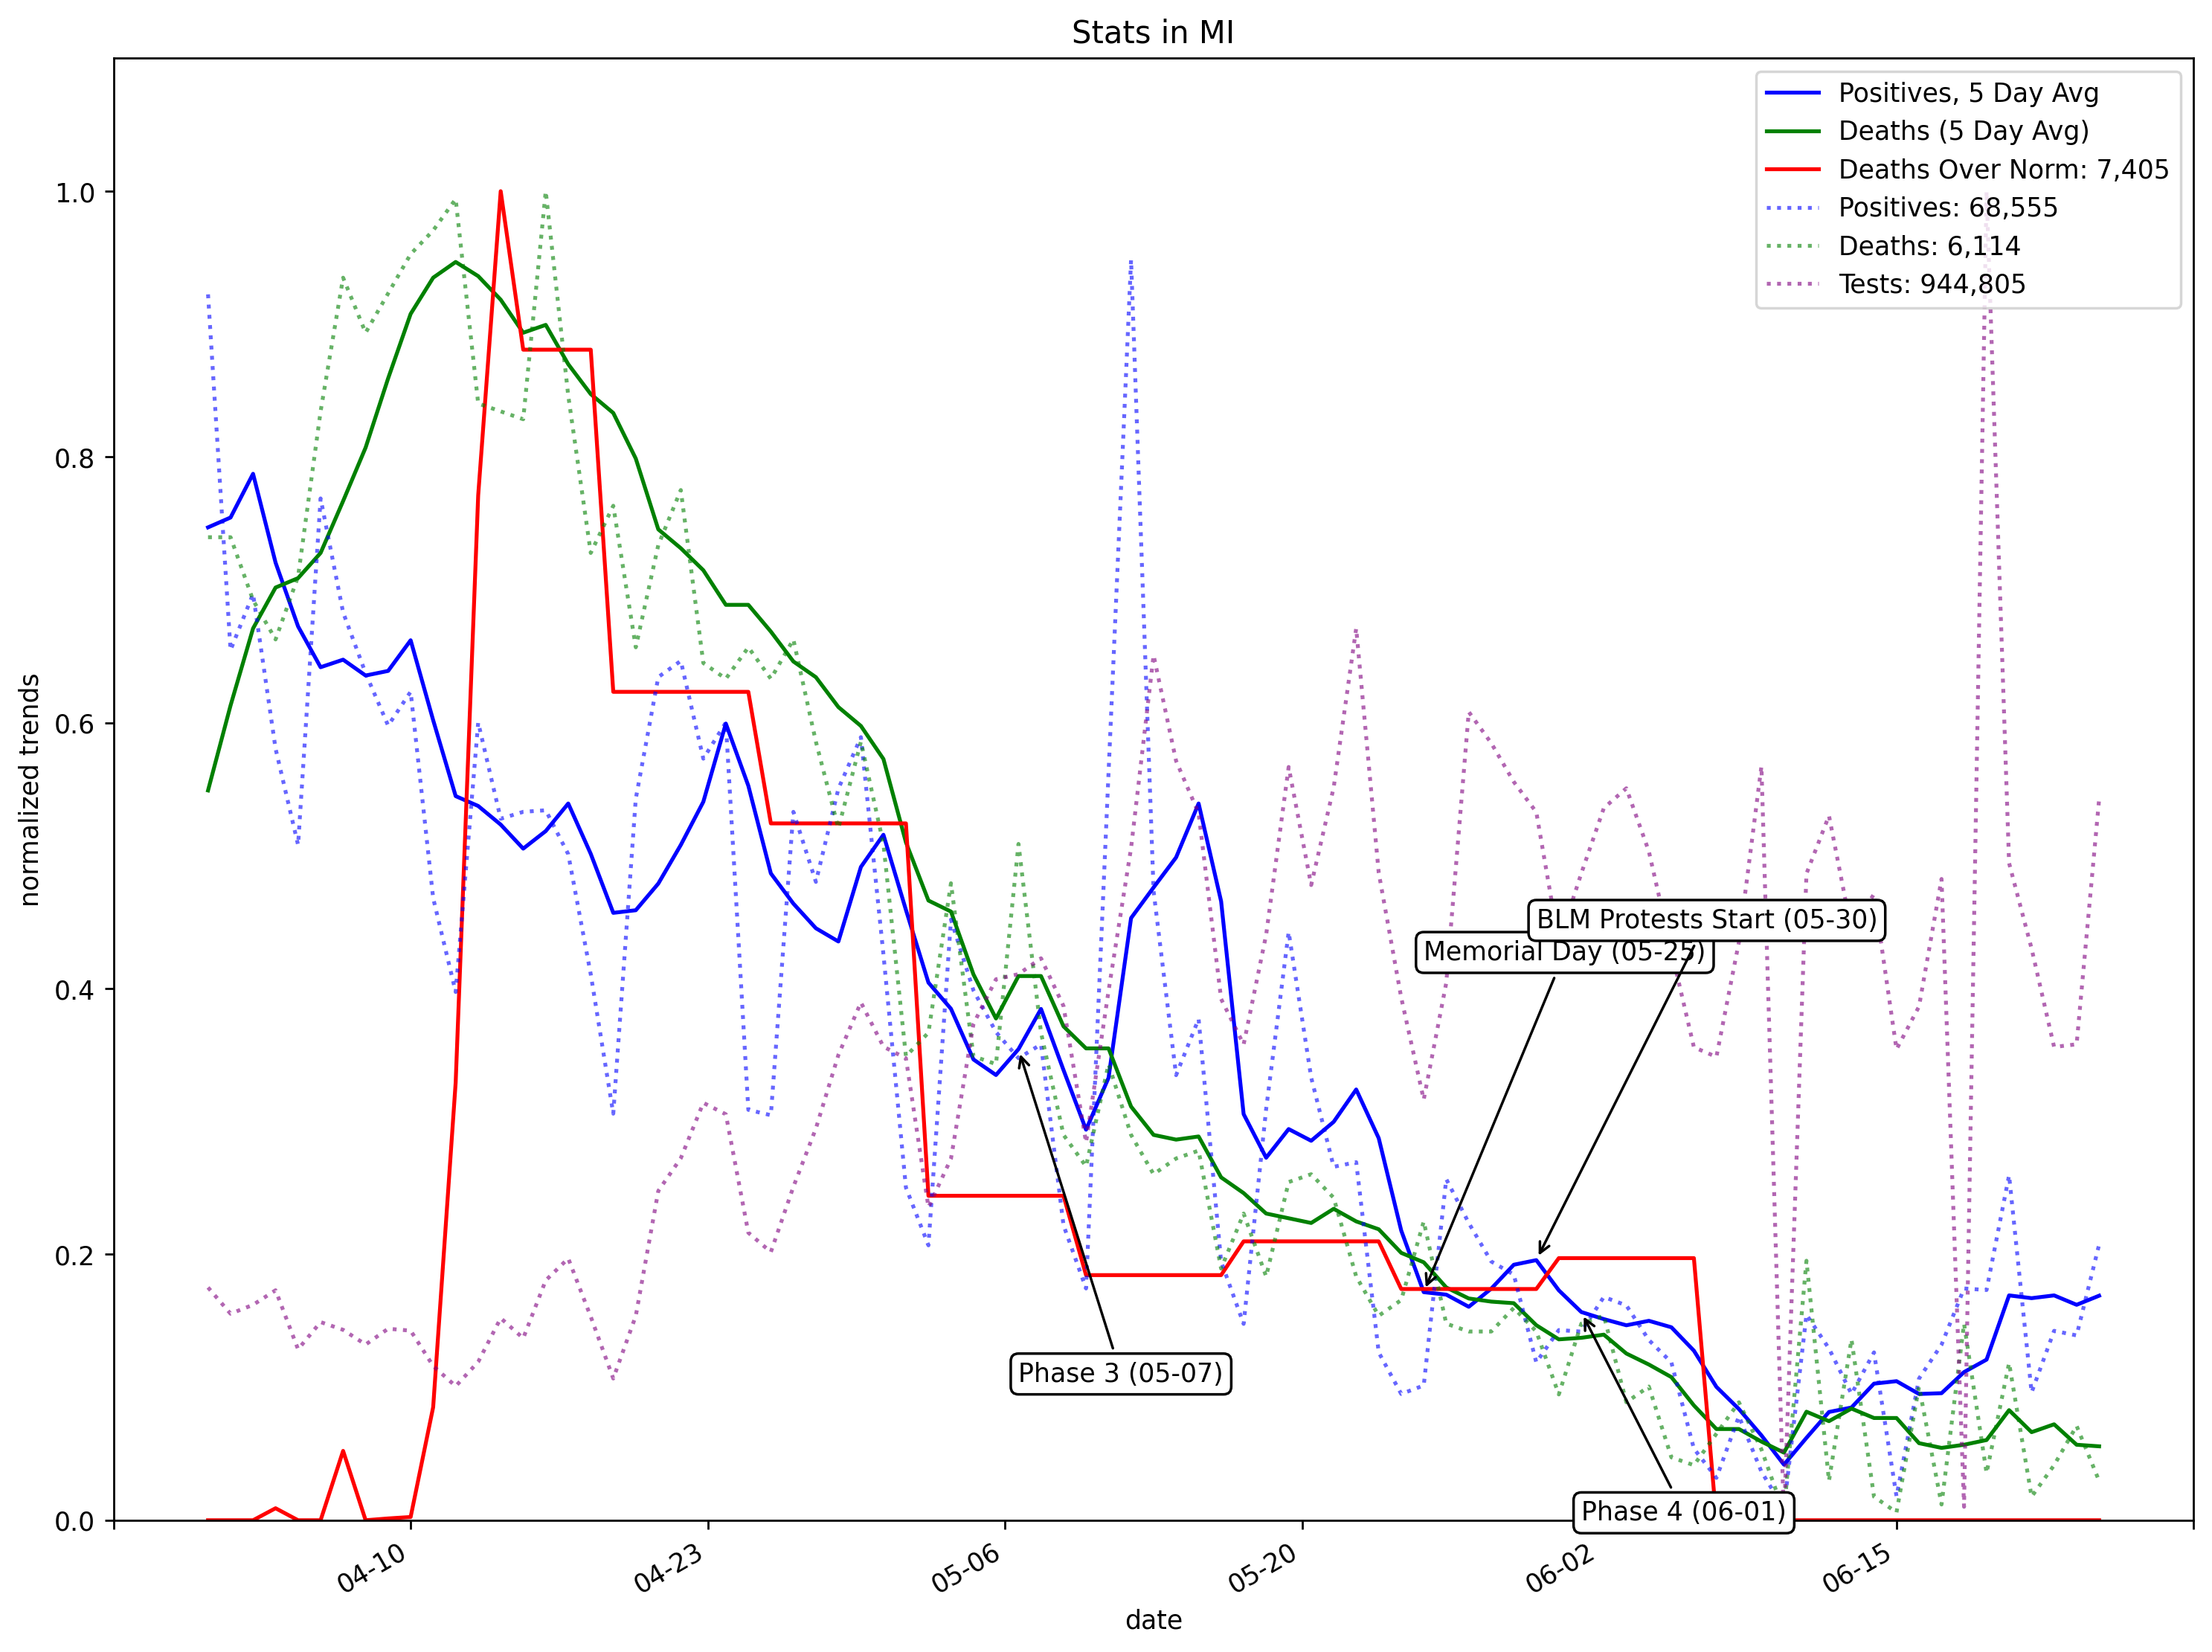 Stats in MI
Positives, 5 Day Avg
Deaths (5 Day Avg)
Deaths Over Norm: 7,405
Positives: 68,555
Deaths: 6,114
Tests: 944,805
normalized trends
1.0
0.8
0.6
0.4
0.2
0.0
BLM Protests Start (05-30)
Memorial Day (05-25)
Phase 3 (05-07)
Phase 4 (06-01)
04-10
04-23
05-06
05-20
06-02
06-15
date